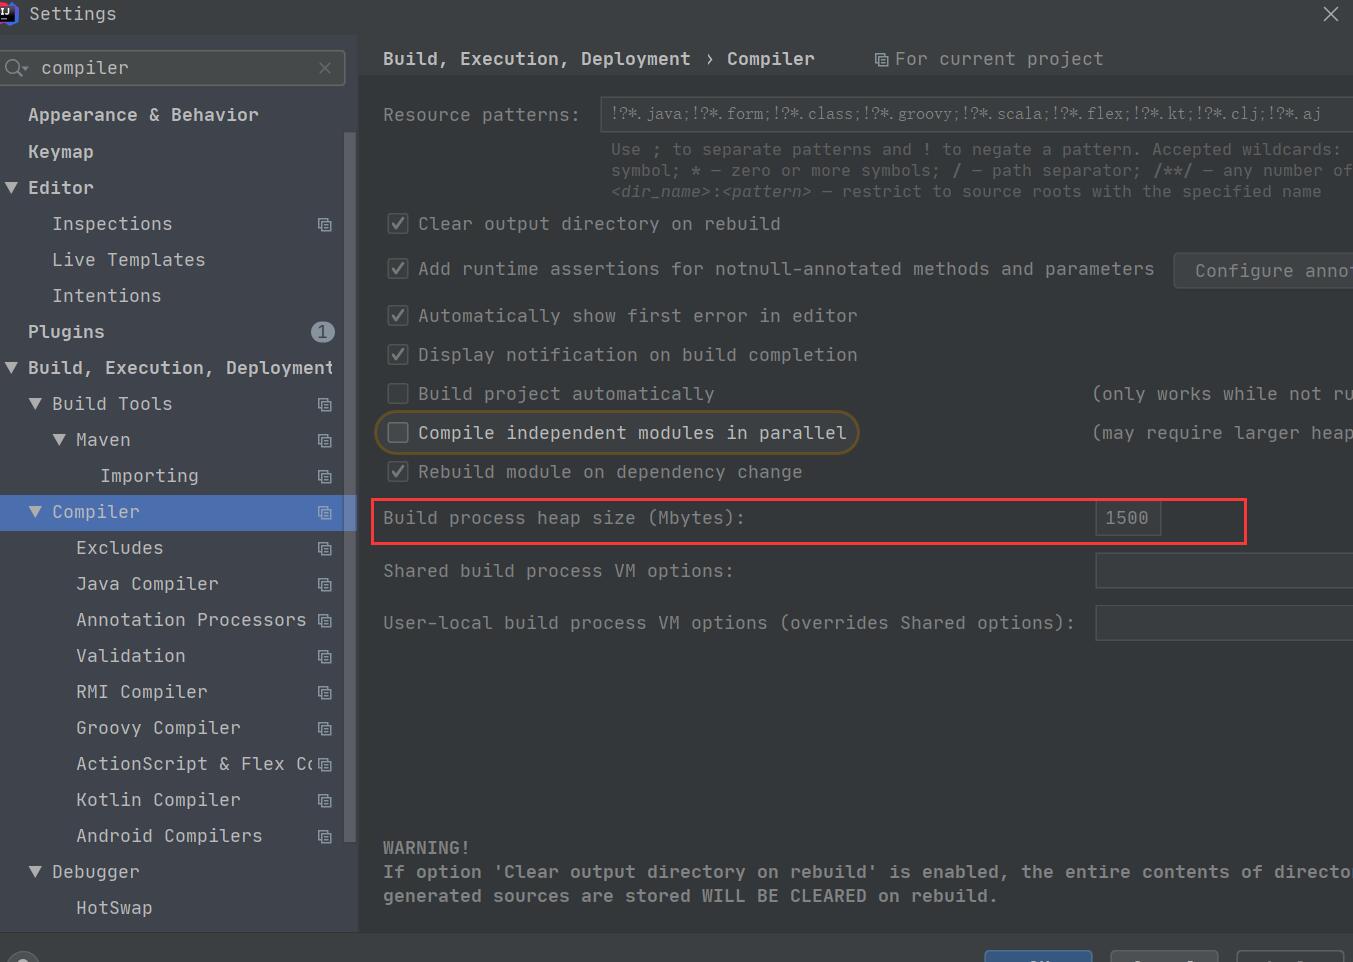 Settings
compiler
Appearance & Behavior
Keymap
Editor
Inspections
Live Templates
Intentions
Plugins
1
Build, Execution, Deployment
Build Tools
Maven
Importing
Compiler
Excludes
Java Compiler
Annotation Processors
Validation
RMI Compiler
Groovy Compiler
ActionScript & Flex Co
Kotlin Compiler
Android Compilers
Debugger
HotSwap
Build, Execution, Deployment › Compiler
For current project
Resource patterns: !?*.java;!?*.form;!?*.class;!?*.groovy;!?*.scala;!?*.flex;!?*.kt;!?*.clj;!?*.aj
Use ; to separate patterns and ! to negate a pattern. Accepted wildcards:
symbol; * — zero or more symbols; / — path separator; /**/ — any number of
<dir_name>:<pattern> — restrict to source roots with the specified name
Clear output directory on rebuild
Add runtime assertions for notnull-annotated methods and parameters Configure anno
Automatically show first error in editor
Display notification on build completion
Build project automatically (only works while not ru
Compile independent modules in parallel (may require larger heap
Rebuild module on dependency change
Build process heap size (Mbytes): 1500
Shared build process VM options:
User-local build process VM options (overrides Shared options):
WARNING!
If option 'Clear output directory on rebuild' is enabled, the entire contents of directo
generated sources are stored WILL BE CLEARED on rebuild.